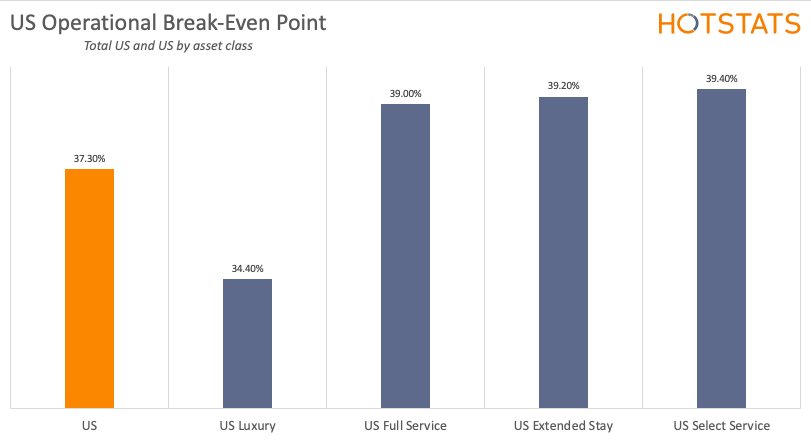 US Operational Break-Even Point
HOTSTATS
Total US and US by asset class
37.30%
34.40%
39.00%
39.20%
39.40%
US
US Luxury
US Full Service
US Extended Stay
US Select Service